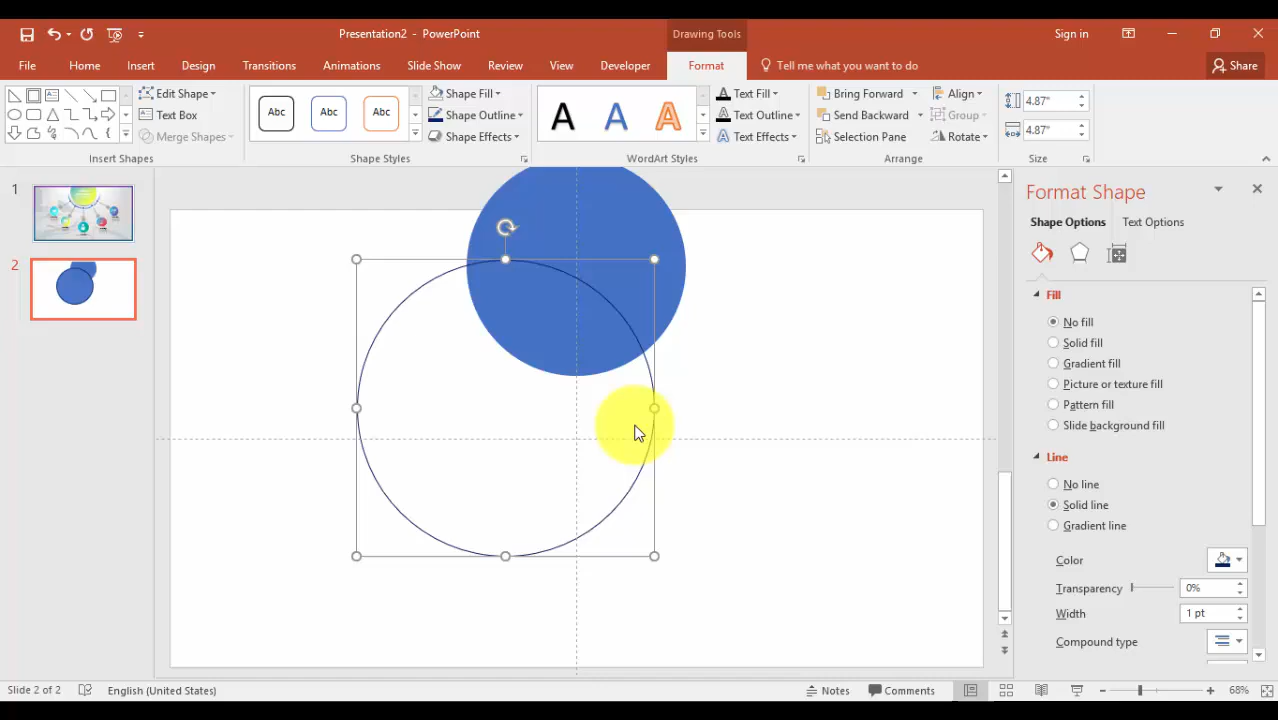 Presentation2 - PowerPoint
Drawing Tools
Sign in
File Home Insert Design Transitions Animations Slide Show Review View Developer Format Tell me what you want to do Share
Edit Shape
Text Box
Merge Shapes
Insert Shapes
Abc Abc Abc
Shape Fill
Shape Outline
Shape Effects
Shape Styles
A A A
Text Fill
Text Outline
Text Effects
WordArt Styles
Bring Forward
Send Backward
Selection Pane
Align
Group
Rotate
Arrange
4.87"
4.87"
Size
1
2
Format Shape
Shape Options Text Options
Fill
No fill
Solid fill
Gradient fill
Picture or texture fill
Pattern fill
Slide background fill
Line
No line
Solid line
Gradient line
Color
Transparency 0%
Width 1 pt
Compound type
Slide 2 of 2 English (United States) Notes Comments 68%